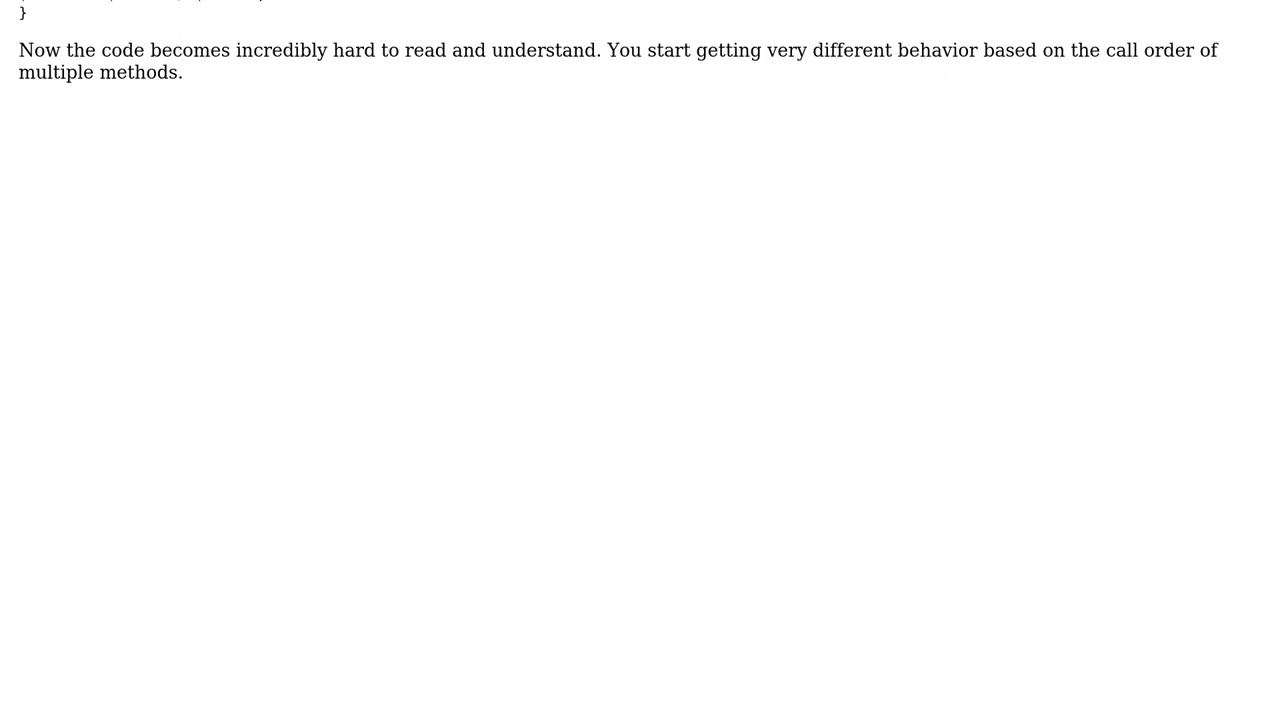 }
Now the code becomes incredibly hard to read and understand. You start getting very different behavior based on the call order of
multiple methods.